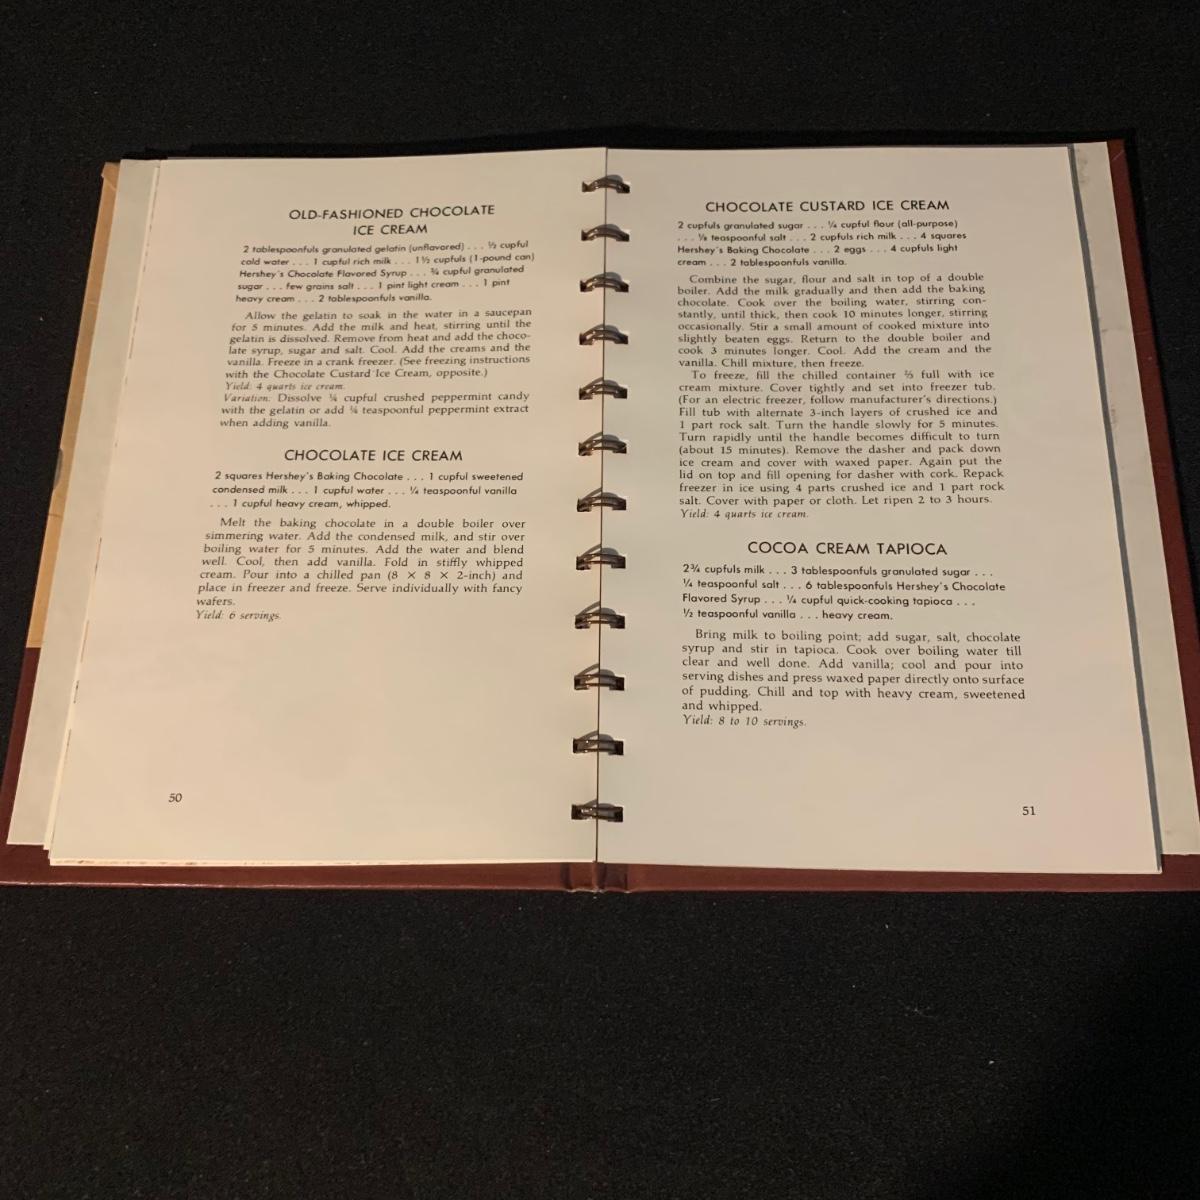 OLD-FASHIONED CHOCOLATE
ICE CREAM
2 tablespoonfuls granulated gelatin (unflavored) . . . ½ cupful
cold water . . . 1 cupful rich milk . . . 1½ cupfuls (1-pound can)
Hershey's Chocolate Flavored Syrup . . . ¾ cupful granulated
sugar . . . few grains salt . . . 1 pint light cream . . . 1 pint
heavy cream . . . 2 tablespoonfuls vanilla.
Allow the gelatin to soak in the water in a saucepan
for 5 minutes. Add the milk and heat, stirring until the
gelatin is dissolved. Remove from heat and add the choco-
late syrup, sugar and salt. Cool. Add the creams and the
vanilla. Freeze in a crank freezer. (See freezing instructions
with the Chocolate Custard Ice Cream, opposite.)
Yield: 4 quarts ice cream.
Variation: Dissolve ¼ cupful crushed peppermint candy
with the gelatin or add ¼ teaspoonful peppermint extract
when adding vanilla.
CHOCOLATE ICE CREAM
2 squares Hershey's Baking Chocolate . . . 1 cupful sweetened
condensed milk . . . 1 cupful water . . . ¼ teaspoonful vanilla
. . . 1 cupful heavy cream, whipped.
Melt the baking chocolate in a double boiler over
simmering water. Add the condensed milk, and stir over
boiling water for 5 minutes. Add the water and blend
well. Cool, then add vanilla. Fold in stiffly whipped
cream. Pour into a chilled pan (8 × 8 × 2-inch) and
place in freezer and freeze. Serve individually with fancy
wafers.
Yield: 6 servings.
50
CHOCOLATE CUSTARD ICE CREAM
2 cupfuls granulated sugar . . . ¼ cupful flour (all-purpose)
. . . ⅛ teaspoonful salt . . . 2 cupfuls rich milk . . . 4 squares
Hershey's Baking Chocolate . . . 2 eggs . . . 4 cupfuls light
cream . . . 2 tablespoonfuls vanilla.
Combine the sugar, flour and salt in top of a double
boiler. Add the milk gradually and then add the baking
chocolate. Cook over the boiling water, stirring con-
stantly, until thick, then cook 10 minutes longer, stirring
occasionally. Stir a small amount of cooked mixture into
slightly beaten eggs. Return to the double boiler and
cook 3 minutes longer. Cool. Add the cream and the
vanilla. Chill mixture, then freeze.
To freeze, fill the chilled container ⅔ full with ice
cream mixture. Cover tightly and set into freezer tub.
(For an electric freezer, follow manufacturer's directions.)
Fill tub with alternate 3-inch layers of crushed ice and
1 part rock salt. Turn the handle slowly for 5 minutes.
Turn rapidly until the handle becomes difficult to turn
(about 15 minutes). Remove the dasher and pack down
ice cream and cover with waxed paper. Again put the
lid on top and fill opening for dasher with cork. Repack
freezer in ice using 4 parts crushed ice and 1 part rock
salt. Cover with paper or cloth. Let ripen 2 to 3 hours.
Yield: 4 quarts ice cream.
COCOA CREAM TAPIOCA
2¾ cupfuls milk . . . 3 tablespoonfuls granulated sugar . . .
¼ teaspoonful salt . . . 6 tablespoonfuls Hershey's Chocolate
Flavored Syrup . . . ¼ cupful quick-cooking tapioca . . .
½ teaspoonful vanilla . . . heavy cream.
Bring milk to boiling point; add sugar, salt, chocolate
syrup and stir in tapioca. Cook over boiling water till
clear and well done. Add vanilla; cool and pour into
serving dishes and press waxed paper directly onto surface
of pudding. Chill and top with heavy cream, sweetened
and whipped.
Yield: 8 to 10 servings.
51